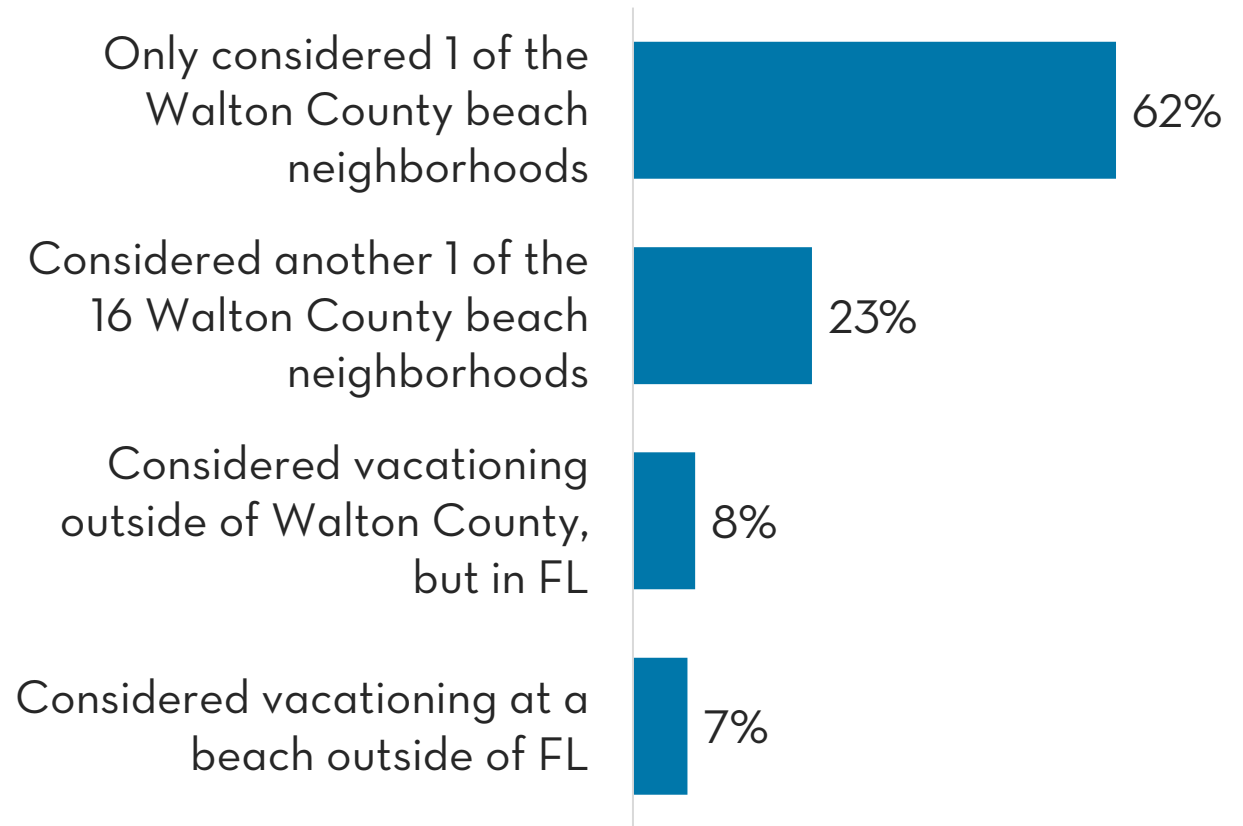 Only considered 1 of the
Walton County beach
neighborhoods
62%
Considered another 1 of the
16 Walton County beach
neighborhoods
23%
Considered vacationing
outside of Walton County,
but in FL
8%
Considered vacationing at a
beach outside of FL
7%